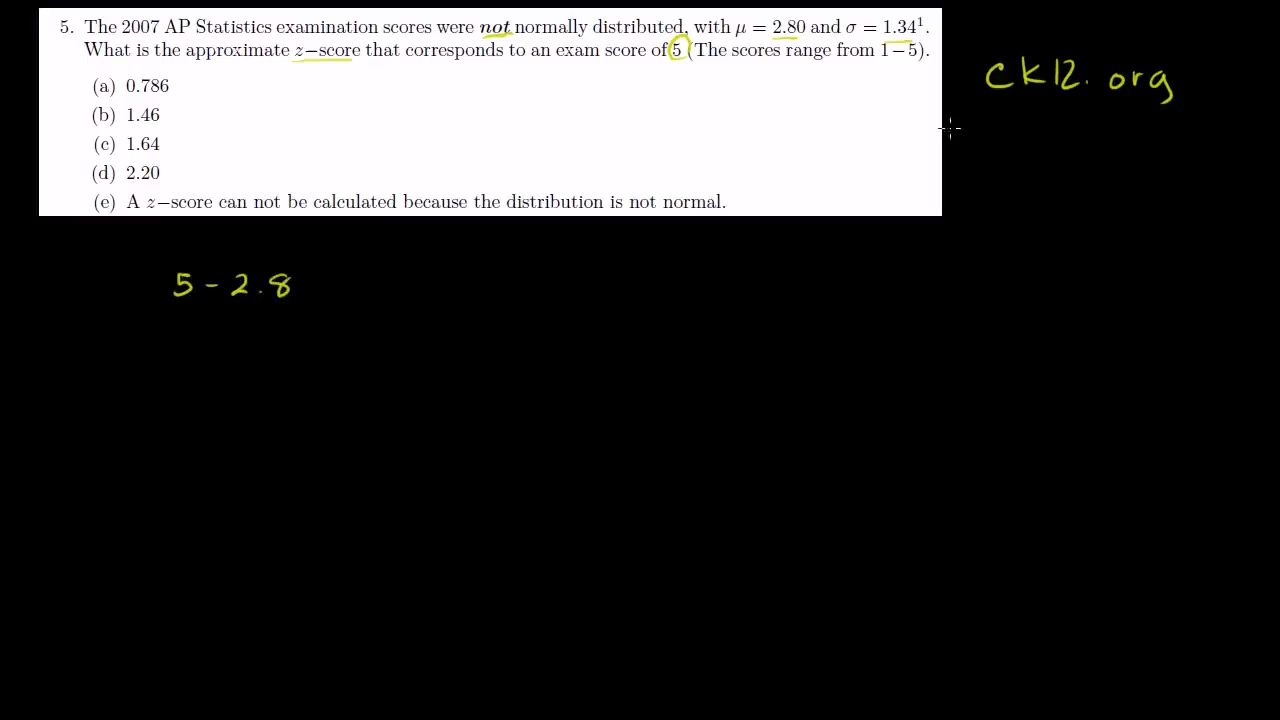 5. The 2007 AP Statistics examination scores were not normally distributed, with μ = 2.80 and σ = 1.34¹.
What is the approximate z−score that corresponds to an exam score of 5 (The scores range from 1−5).
(a) 0.786
(b) 1.46
(c) 1.64
(d) 2.20
(e) A z−score can not be calculated because the distribution is not normal.
ck12.org
5 - 2.8